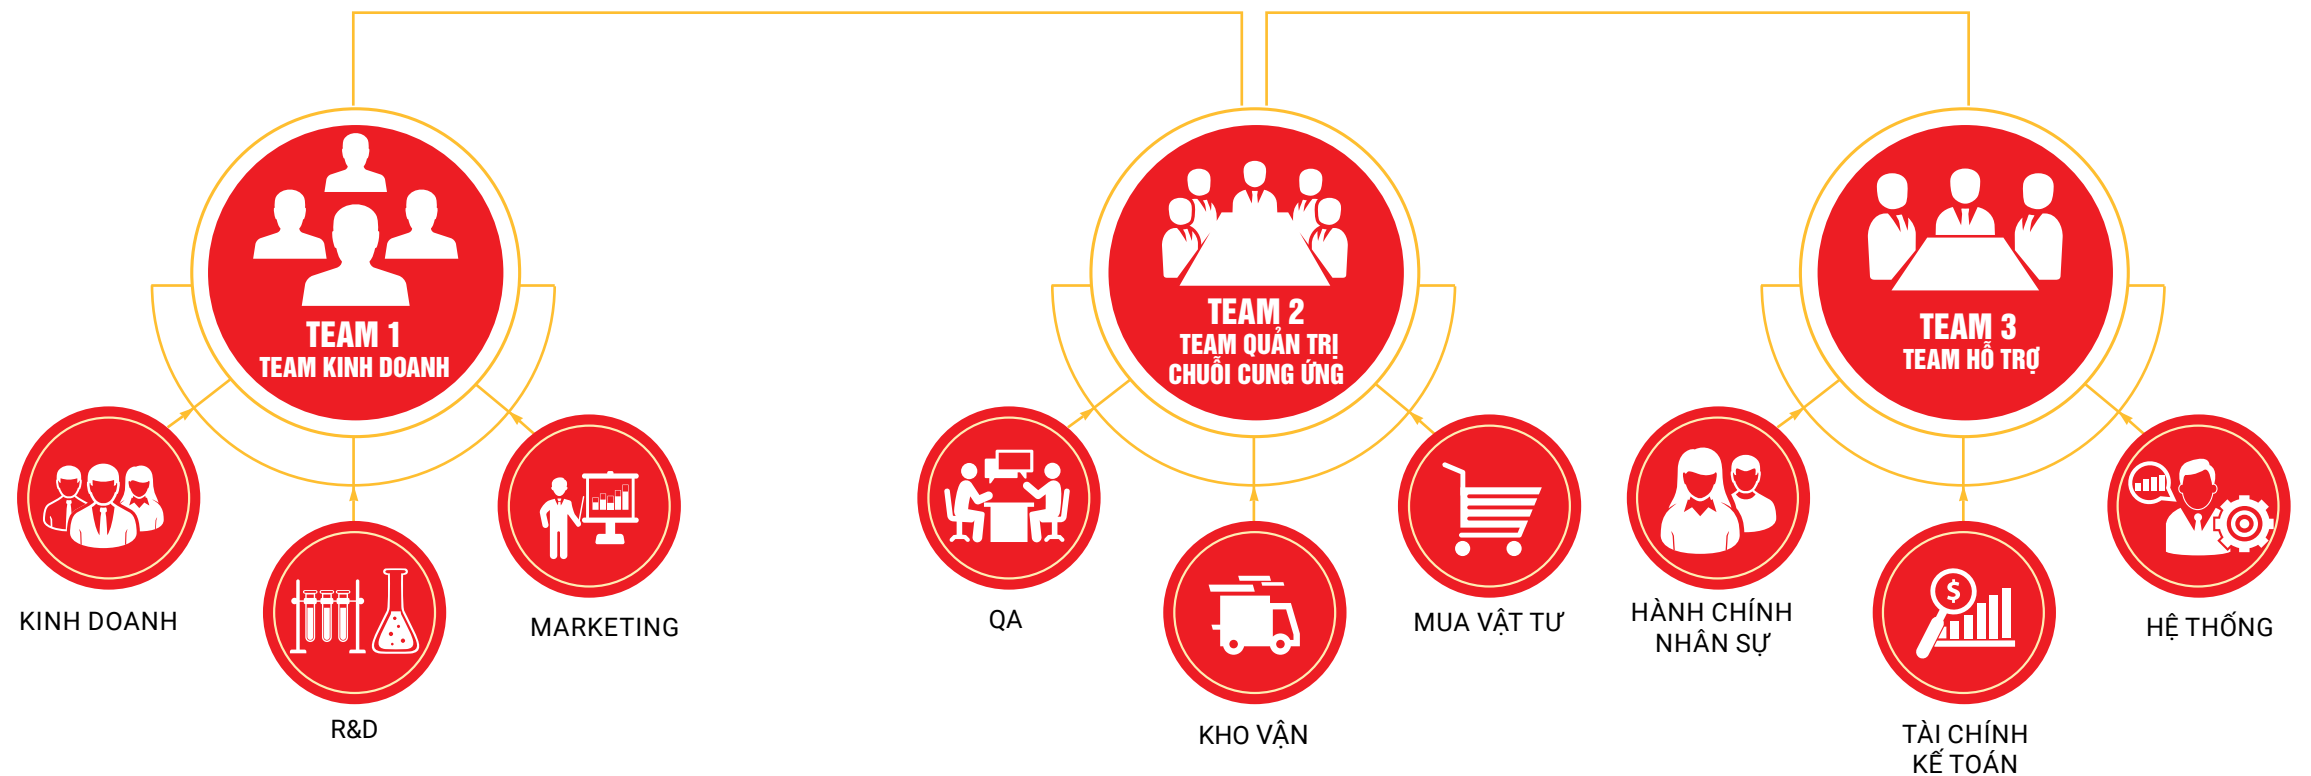 TEAM 1
TEAM KINH DOANH
KINH DOANH
R&D
MARKETING
TEAM 2
TEAM QUẢN TRỊ
CHUỖI CUNG ỨNG
QA
KHO VẬN
MUA VẬT TƯ
TEAM 3
TEAM HỖ TRỢ
HÀNH CHÍNH
NHÂN SỰ
TÀI CHÍNH
KẾ TOÁN
HỆ THỐNG
$